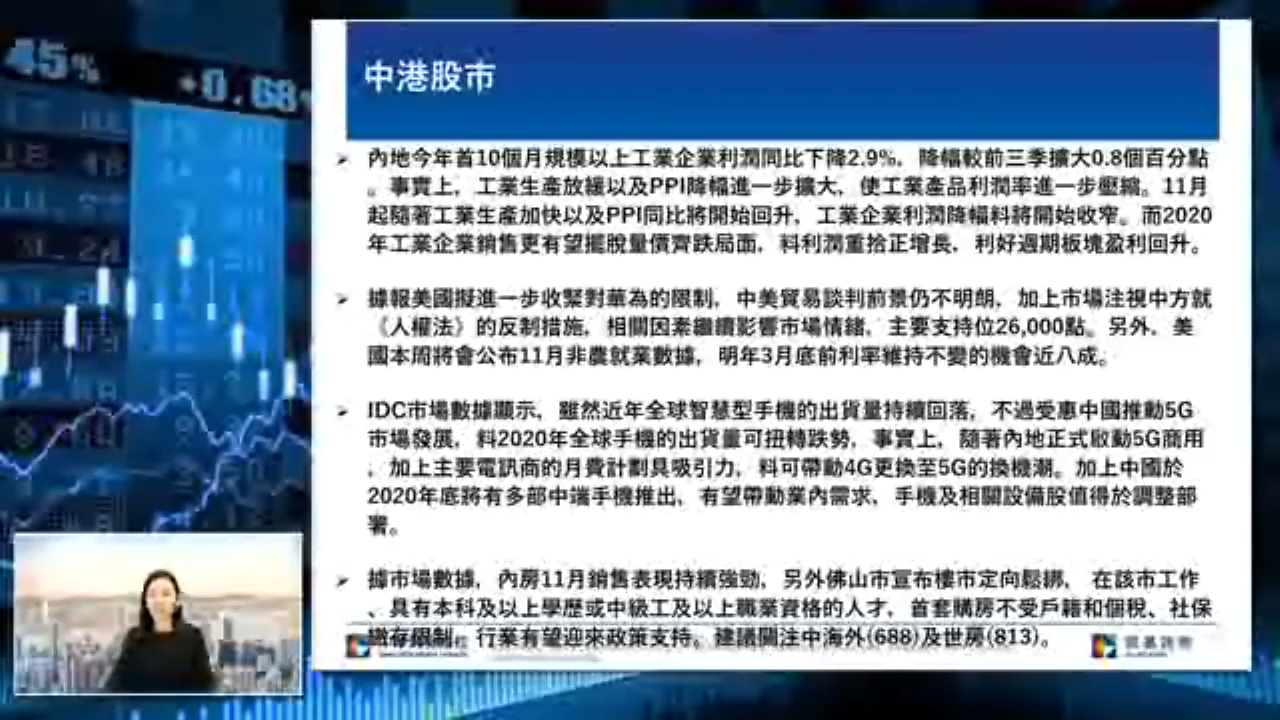 45%
+0.68
中港股市
內地今年首10個月規模以上工業企業利潤同比下降2.9%，降幅較前三季擴大0.8個百分點
。事實上，工業生產放緩以及PPI降幅進一步擴大，使工業產品利潤率進一步壓縮。11月
起隨著工業生產加快以及PPI同比將開始回升，工業企業利潤降幅料將開始收窄。而2020
年工業企業銷售更有望擺脫量價齊跌局面，料利潤重拾正增長，利好週期板塊盈利回升。
據報美國擬進一步收緊對華為的限制，中美貿易談判前景仍不明朗，加上市場注視中方就
《人權法》的反制措施，相關因素繼續影響市場情緒，主要支持位26,000點。另外，美
國本周將會公布11月非農就業數據，明年3月底前利率維持不變的機會近八成。
IDC市場數據顯示，雖然近年全球智慧型手機的出貨量持續回落，不過受惠中國推動5G
市場發展，料2020年全球手機的出貨量可扭轉跌勢，事實上，隨著內地正式啟動5G商用
，加上主要電訊商的月費計劃具吸引力，料可帶動4G更換至5G的換機潮。加上中國於
2020年底將有多部中端手機推出，有望帶動業內需求，手機及相關設備股值得於調整部
署。
據市場數據，內房11月銷售表現持續強勁，另外佛山市宣布樓市定向鬆綁， 在該市工作
、具有本科及以上學歷或中級工及以上職業資格的人才，首套購房不受戶籍和個稅、社保
繳存限制，行業有望迎來政策支持。建議關注中海外(688)及世房(813)。